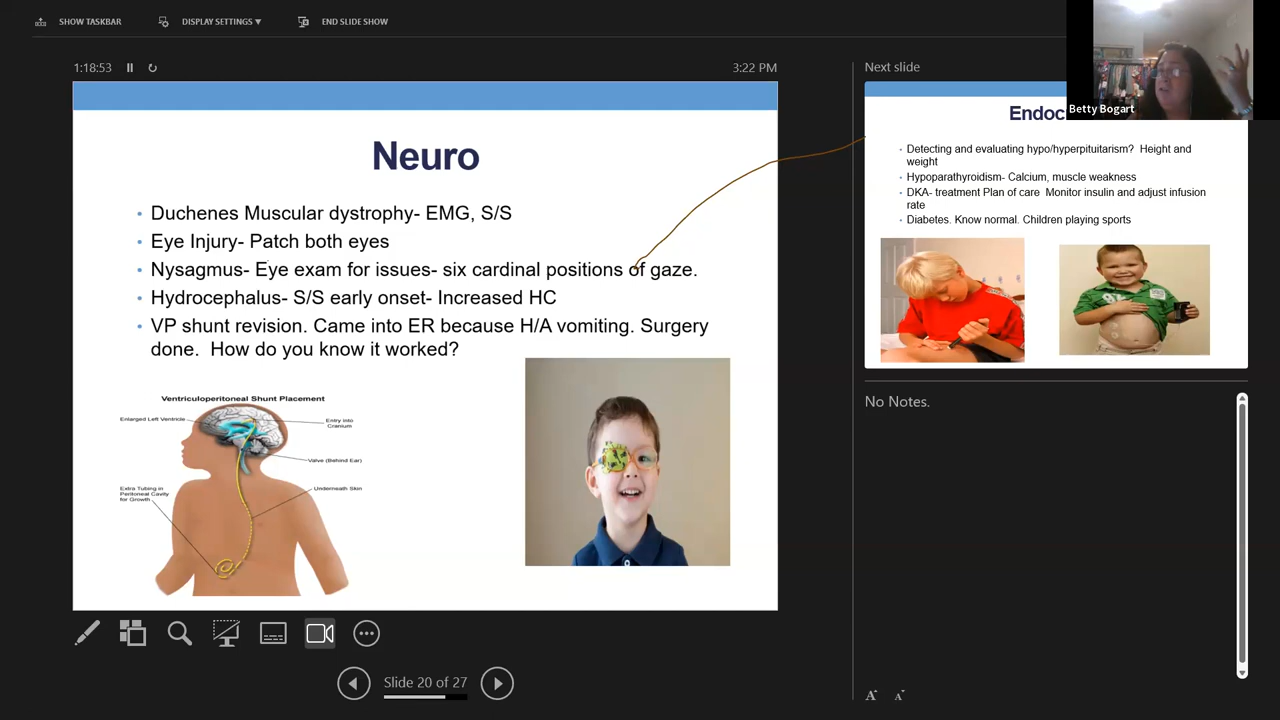 SHOW TASKBAR
DISPLAY SETTINGS ▼
END SLIDE SHOW
1:18:53
3:22 PM
Neuro
• Duchenes Muscular dystrophy- EMG, S/S
• Eye Injury- Patch both eyes
• Nysagmus- Eye exam for issues- six cardinal positions of gaze.
• Hydrocephalus- S/S early onset- Increased HC
• VP shunt revision. Came into ER because H/A vomiting. Surgery
done. How do you know it worked?
Ventriculoperitoneal Shunt Placement
Enlarged Left Ventricle
Entry into
Cranium
Valve (Behind Ear)
Extra Tubing in
Peritoneal Cavity
for Growth
Underneath Skin
Slide 20 of 27
Next slide
Betty Bogart
Endoc
• Detecting and evaluating hypo/hyperpituitarism? Height and
weight
• Hypoparathyroidism- Calcium, muscle weakness
• DKA- treatment Plan of care Monitor insulin and adjust infusion
rate
• Diabetes. Know normal. Children playing sports
No Notes.
A
A